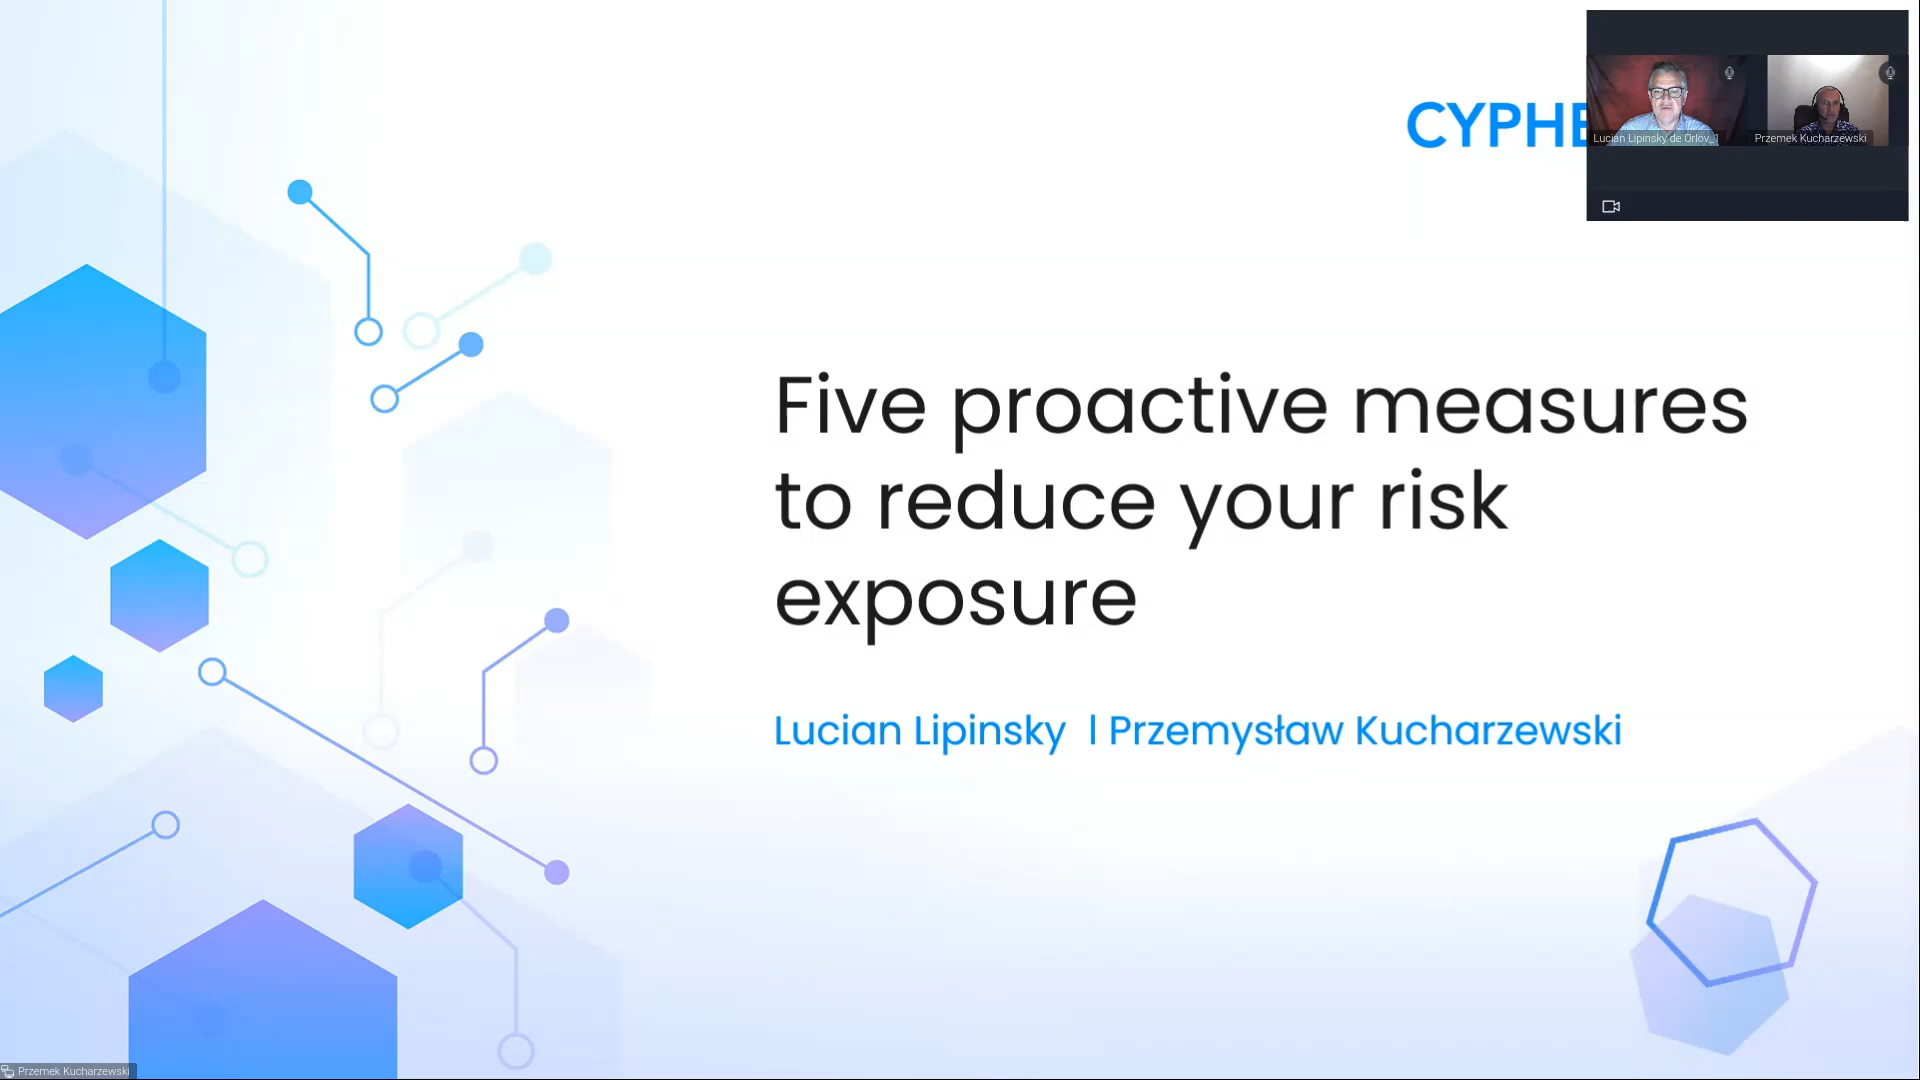 CYPHE
Lucian Lipinsky de Orlov_1
Przemek Kucharzewski
Five proactive measures
to reduce your risk
exposure
Lucian Lipinsky | Przemysław Kucharzewski
Przemek Kucharzewski